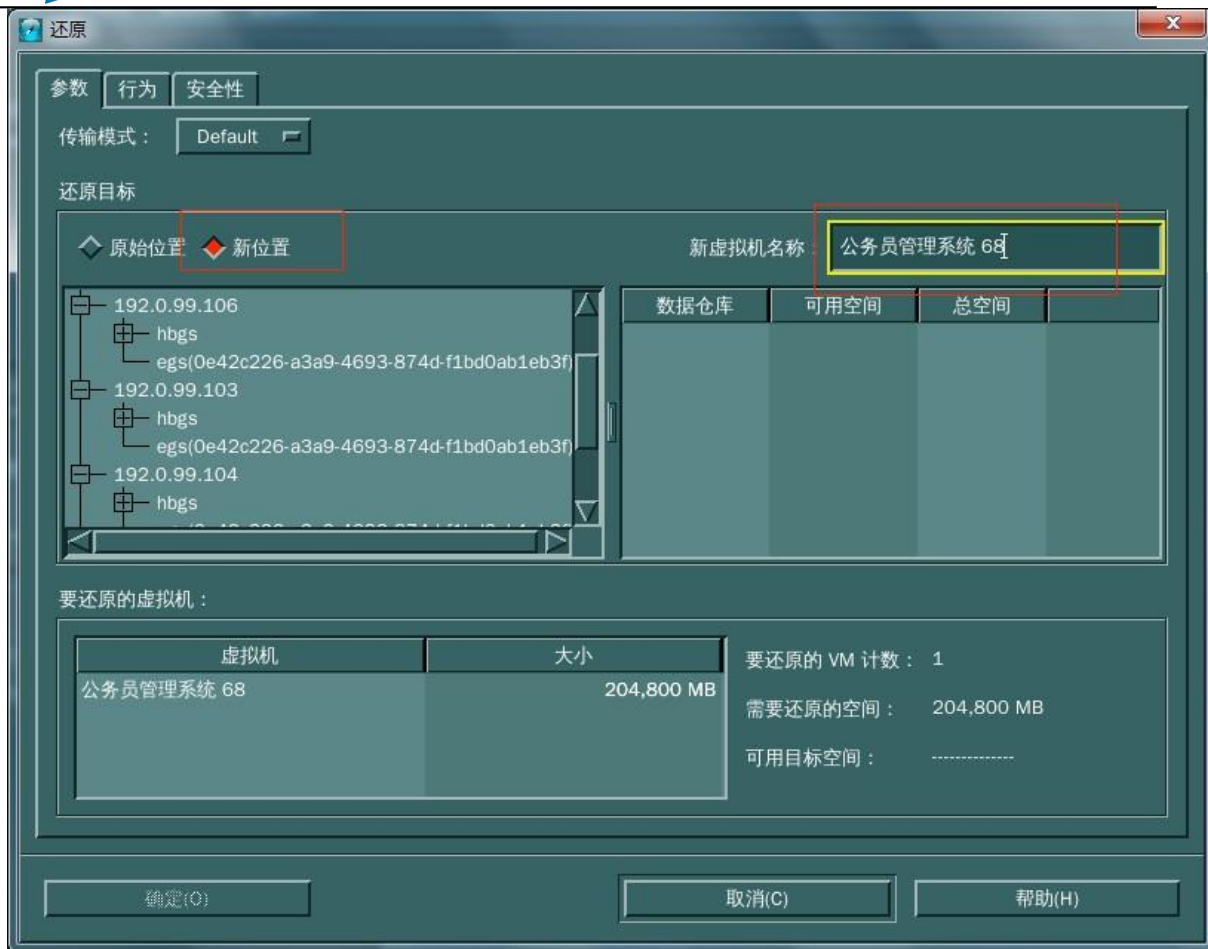 还原
参数 行为 安全性
传输模式： Default
还原目标
原始位置 新位置 新虚拟机名称： 公务员管理系统 68
192.0.99.106
hbgs
egs(0e42c226-a3a9-4693-874d-f1bd0ab1eb3f)
192.0.99.103
hbgs
egs(0e42c226-a3a9-4693-874d-f1bd0ab1eb3f)
192.0.99.104
hbgs
数据仓库 可用空间 总空间
要还原的虚拟机：
虚拟机 大小
公务员管理系统 68 204,800 MB
要还原的 VM 计数： 1
需要还原的空间： 204,800 MB
可用目标空间： --------------
确定(O) 取消(C) 帮助(H)